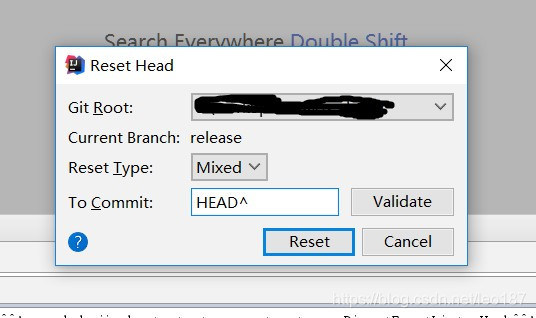 Search Everywhere Double Shift
Reset Head
Git Root:
Current Branch: release
Reset Type: Mixed
To Commit: HEAD^ Validate
? Reset Cancel
https://blog.csdn.net/leo187